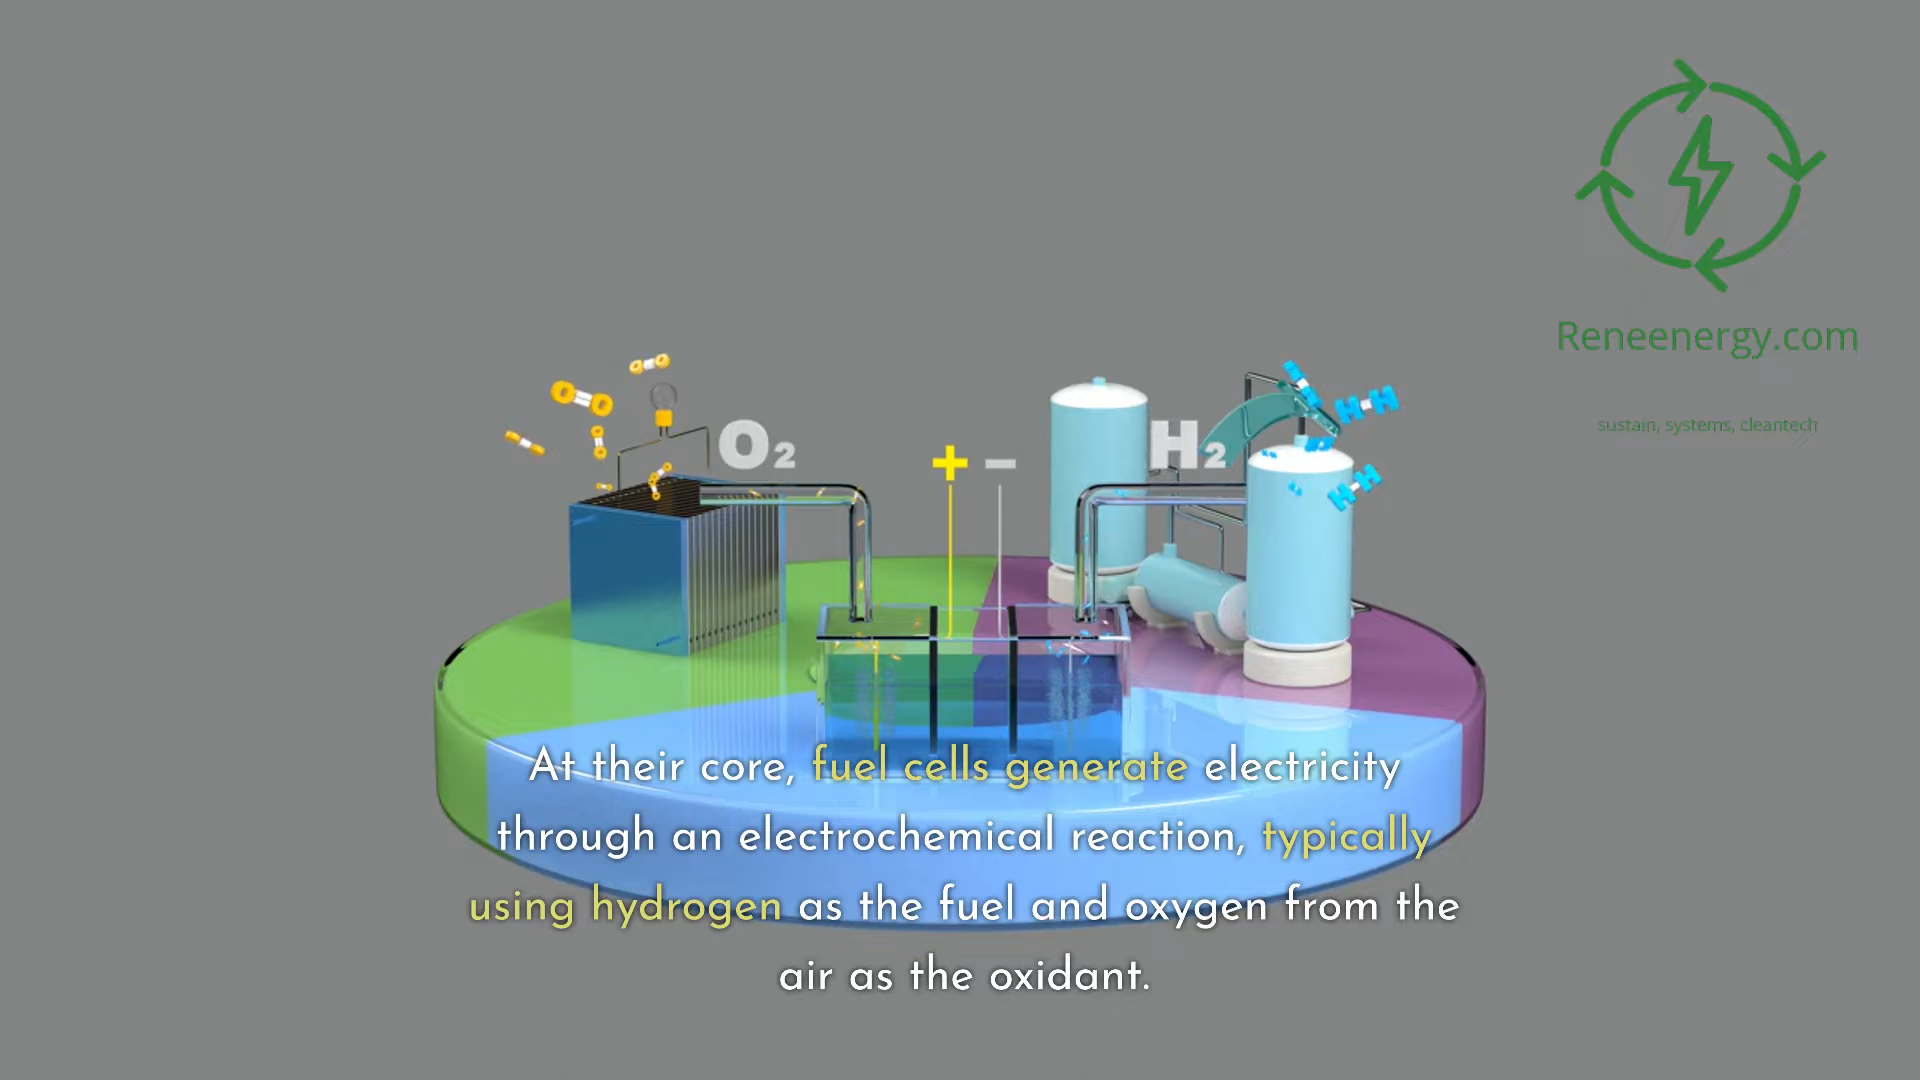 Reneenergy.com
sustain, systems, cleantech
O₂
+ −
H₂
At their core, fuel cells generate electricity
through an electrochemical reaction, typically
using hydrogen as the fuel and oxygen from the
air as the oxidant.